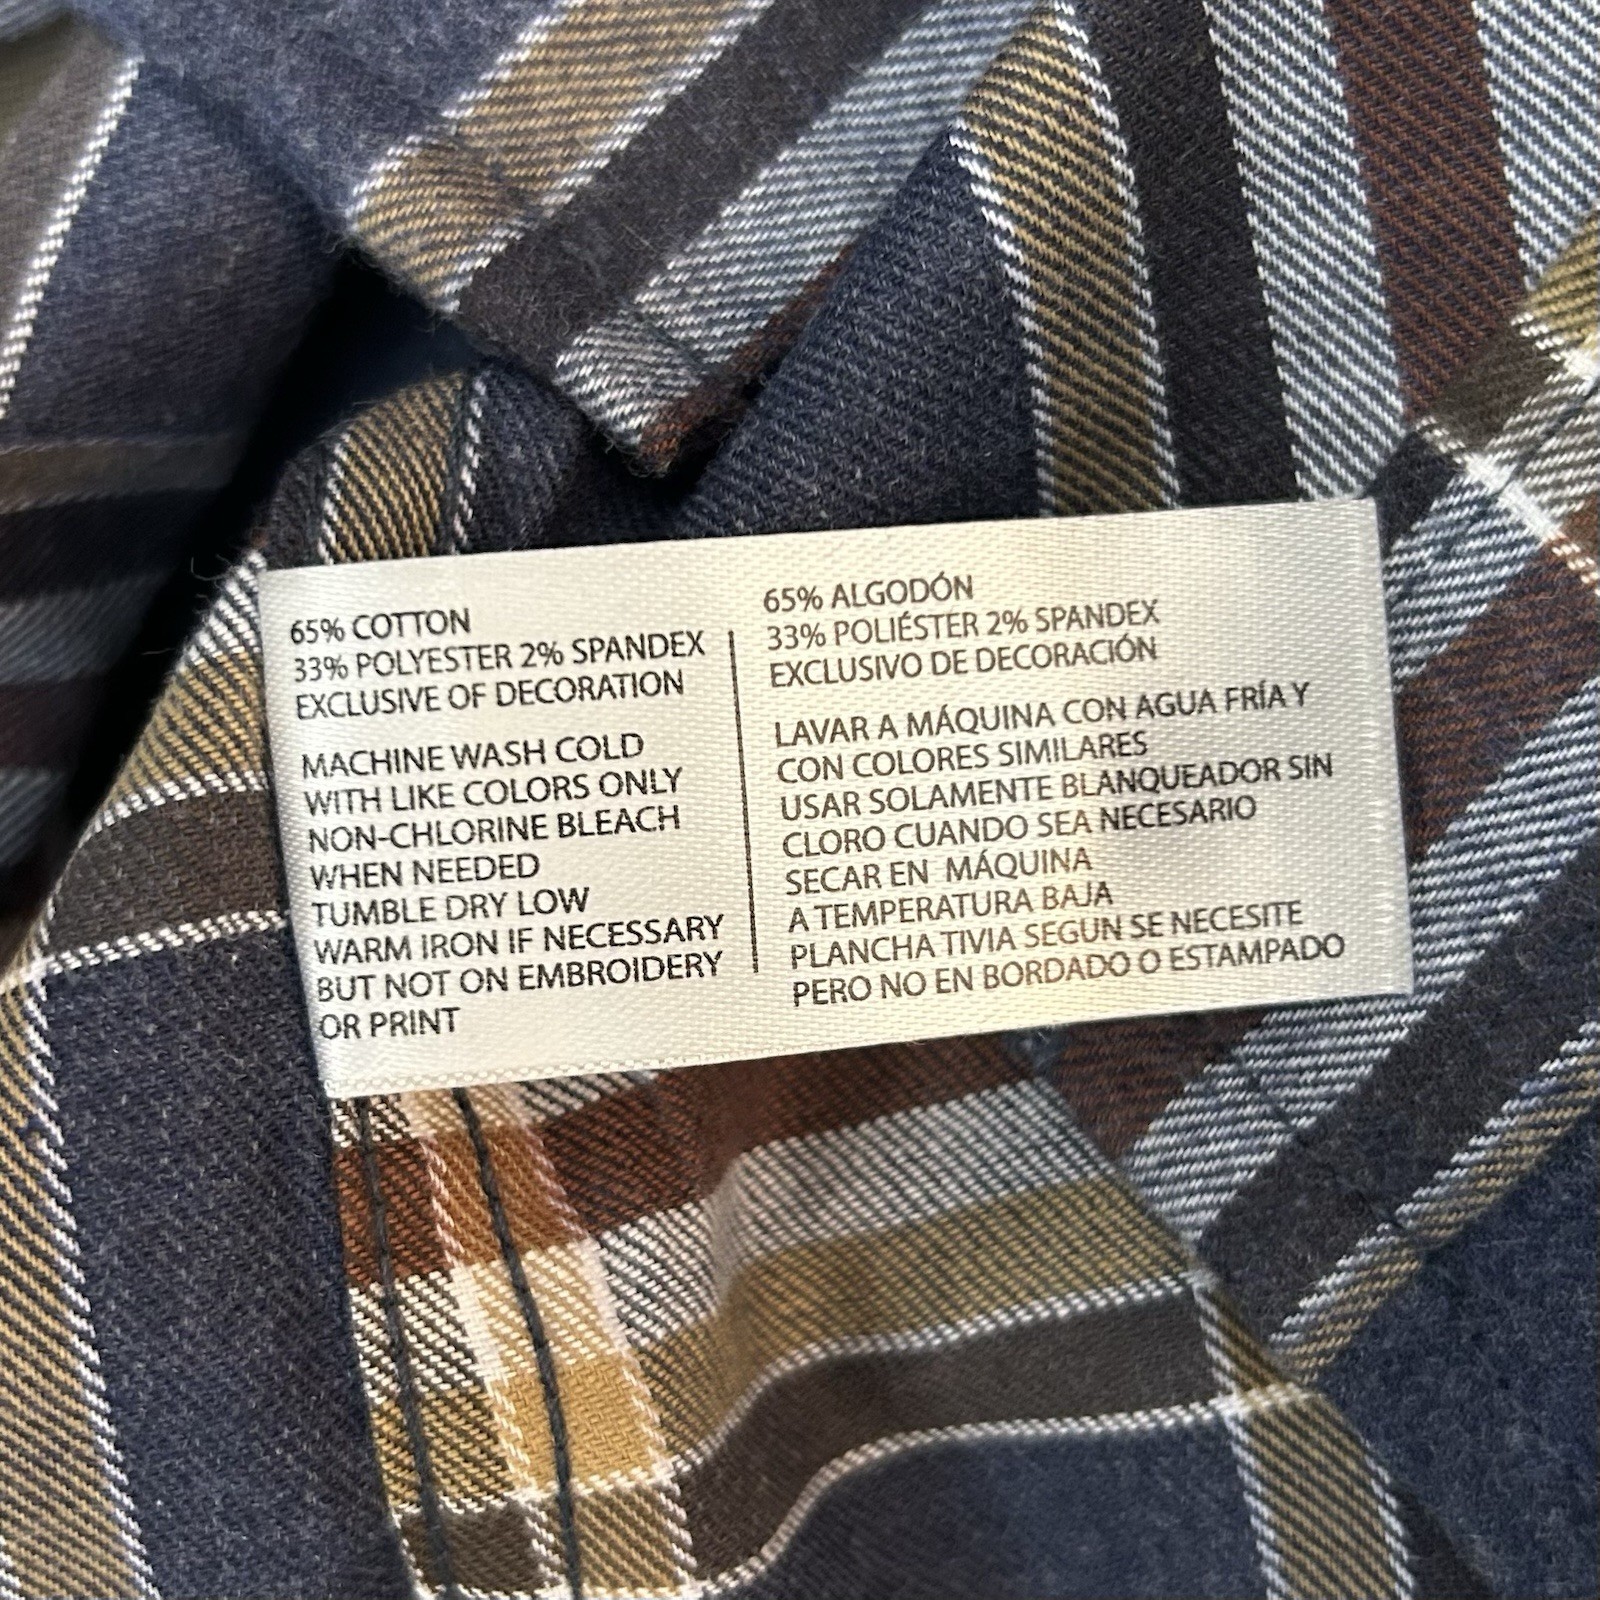 65% COTTON
33% POLYESTER 2% SPANDEX
EXCLUSIVE OF DECORATION
MACHINE WASH COLD
WITH LIKE COLORS ONLY
NON-CHLORINE BLEACH
WHEN NEEDED
TUMBLE DRY LOW
WARM IRON IF NECESSARY
BUT NOT ON EMBROIDERY
OR PRINT
65% ALGODÓN
33% POLIÉSTER 2% SPANDEX
EXCLUSIVO DE DECORACIÓN
LAVAR A MÁQUINA CON AGUA FRÍA Y
CON COLORES SIMILARES
USAR SOLAMENTE BLANQUEADOR SIN
CLORO CUANDO SEA NECESARIO
SECAR EN MÁQUINA
A TEMPERATURA BAJA
PLANCHA TIVIA SEGUN SE NECESITE
PERO NO EN BORDADO O ESTAMPADO